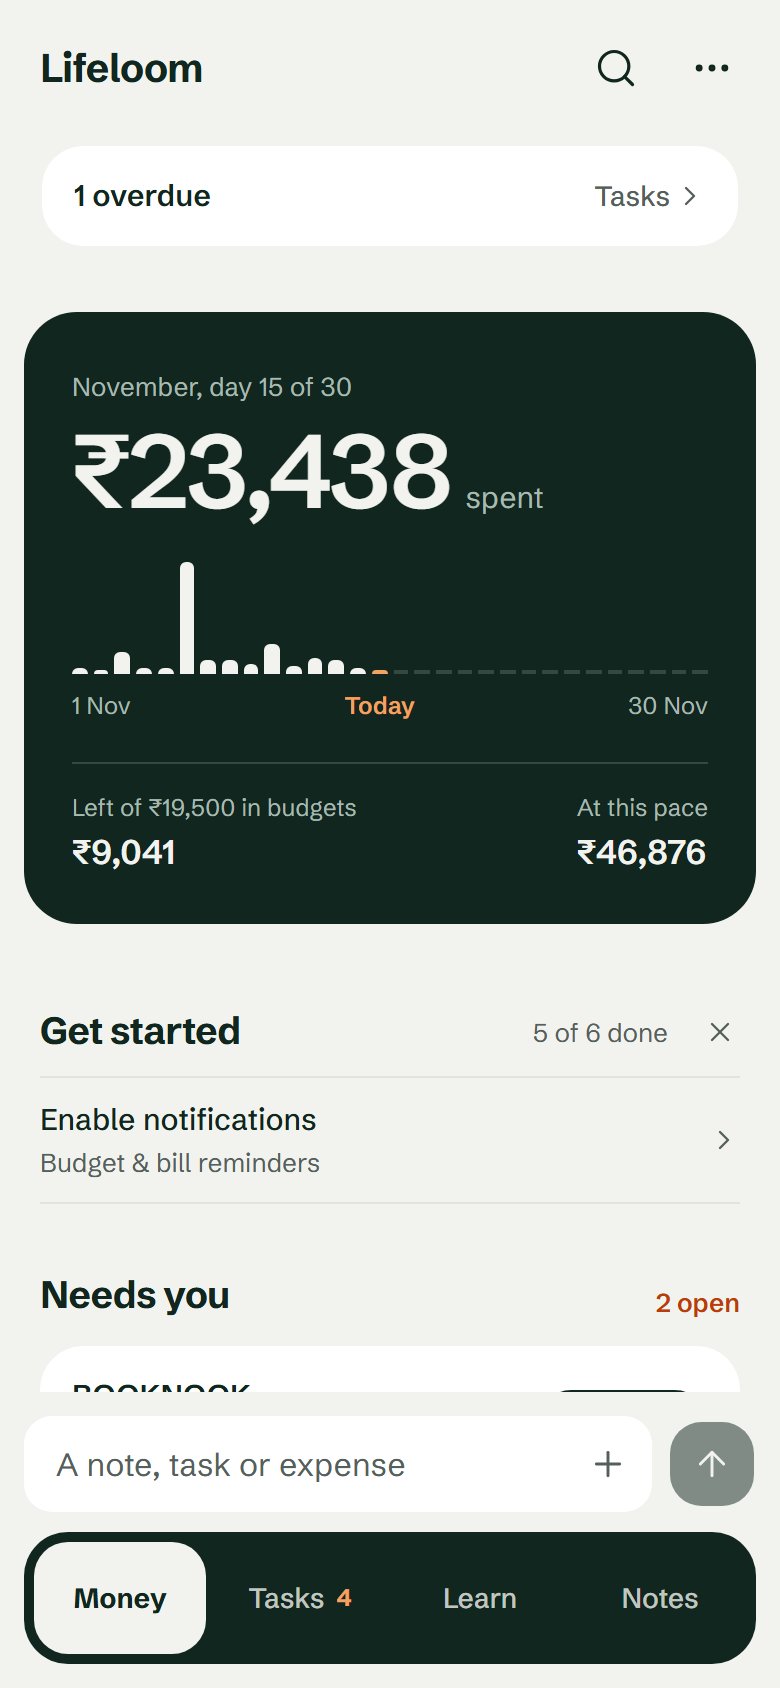 Lifeloom
1 overdue
Tasks
November, day 15 of 30
₹23,438 spent
1 Nov
Today
30 Nov
Left of ₹19,500 in budgets
At this pace
₹9,041
₹46,876
Get started
5 of 6 done
Enable notifications
Budget & bill reminders
Needs you
2 open
BOOKNOOK
A note, task or expense
Money
Tasks 4
Learn
Notes